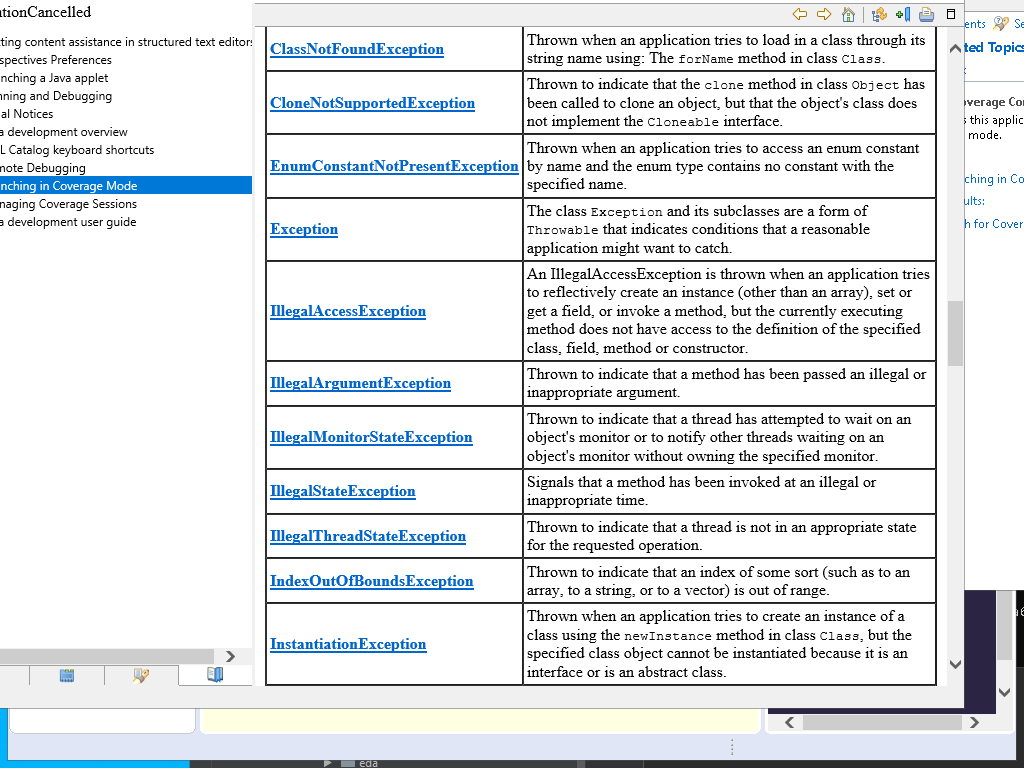 ationCancelled
ting content assistance in structured text editors
spectives Preferences
nching a Java applet
nning and Debugging
al Notices
a development overview
L Catalog keyboard shortcuts
mote Debugging
nching in Coverage Mode
naging Coverage Sessions
a development user guide
ClassNotFoundException
Thrown when an application tries to load in a class through its
string name using: The forName method in class Class.
CloneNotSupportedException
Thrown to indicate that the clone method in class Object has
been called to clone an object, but that the object's class does
not implement the Cloneable interface.
EnumConstantNotPresentException
Thrown when an application tries to access an enum constant
by name and the enum type contains no constant with the
specified name.
Exception
The class Exception and its subclasses are a form of
Throwable that indicates conditions that a reasonable
application might want to catch.
IllegalAccessException
An IllegalAccessException is thrown when an application tries
to reflectively create an instance (other than an array), set or
get a field, or invoke a method, but the currently executing
method does not have access to the definition of the specified
class, field, method or constructor.
IllegalArgumentException
Thrown to indicate that a method has been passed an illegal or
inappropriate argument.
IllegalMonitorStateException
Thrown to indicate that a thread has attempted to wait on an
object's monitor or to notify other threads waiting on an
object's monitor without owning the specified monitor.
IllegalStateException
Signals that a method has been invoked at an illegal or
inappropriate time.
IllegalThreadStateException
Thrown to indicate that a thread is not in an appropriate state
for the requested operation.
IndexOutOfBoundsException
Thrown to indicate that an index of some sort (such as to an
array, to a string, or to a vector) is out of range.
InstantiationException
Thrown when an application tries to create an instance of a
class using the newInstance method in class Class, but the
specified class object cannot be instantiated because it is an
interface or is an abstract class.
ents Se
ted Topics
overage Co
s this applic
mode.
ching in Co
ults:
h for Cover
eda